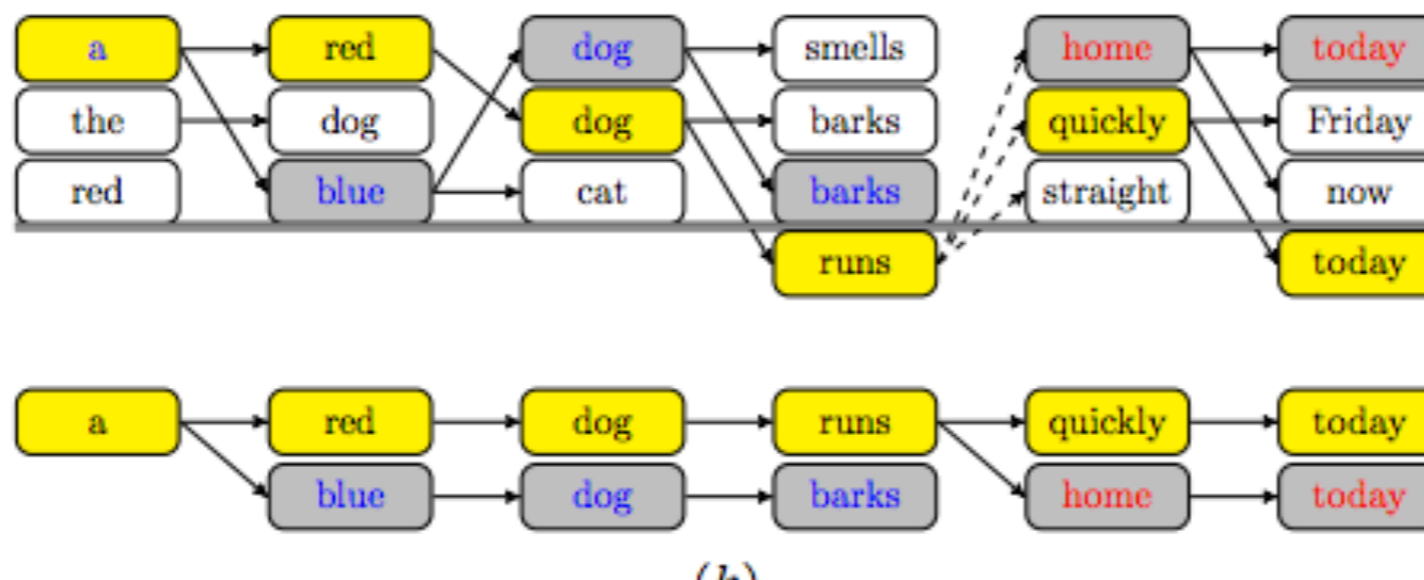 a red dog smells home today
the dog dog barks quickly Friday
red blue cat barks straight now
runs today
a red dog runs quickly today
blue dog barks home today